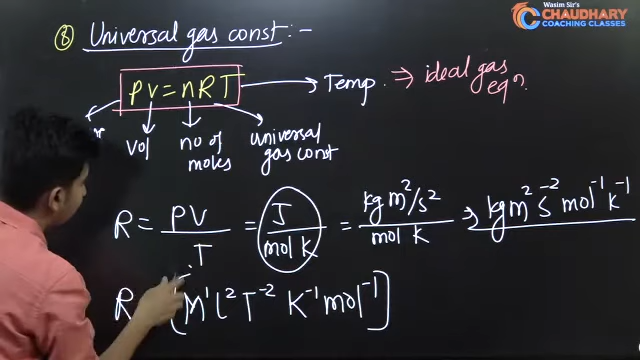 Wasim Sir's
CHAUDHARY
COACHING CLASSES
⑧ Universal gas const :-
PV = nRT → Temp. ⇒ ideal gas eqn.
Vol no of moles universal gas const
R = PV / T = J / mol K = kg m²/s² / mol K ⇒ kg m² s⁻² mol⁻¹ k⁻¹
R [M¹ L² T⁻² K⁻¹ mol⁻¹]